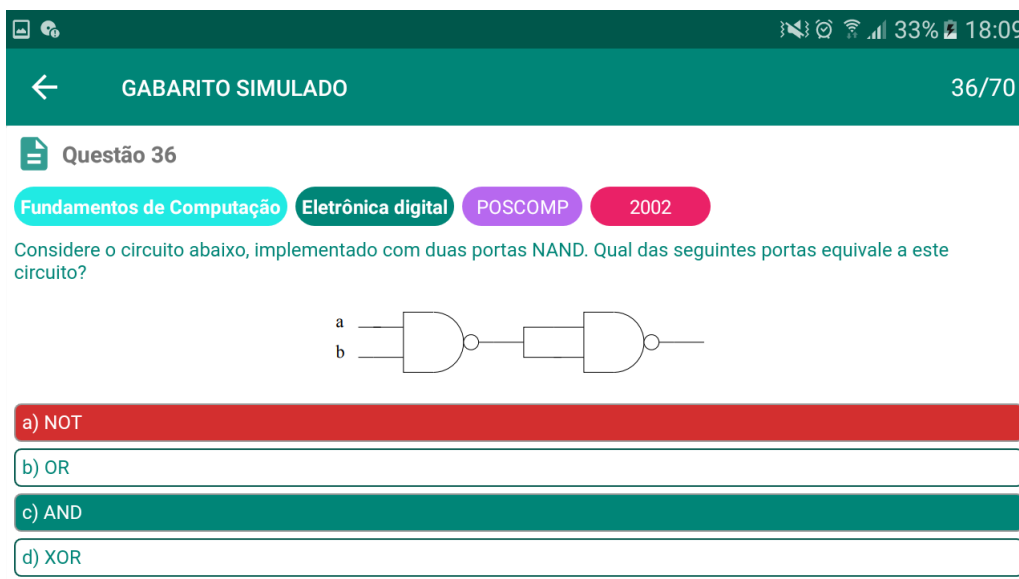 33% 18:09
GABARITO SIMULADO 36/70
Questão 36
Fundamentos de Computação Eletrônica digital POSCOMP 2002
Considere o circuito abaixo, implementado com duas portas NAND. Qual das seguintes portas equivale a este
circuito?
a
b
a) NOT
b) OR
c) AND
d) XOR